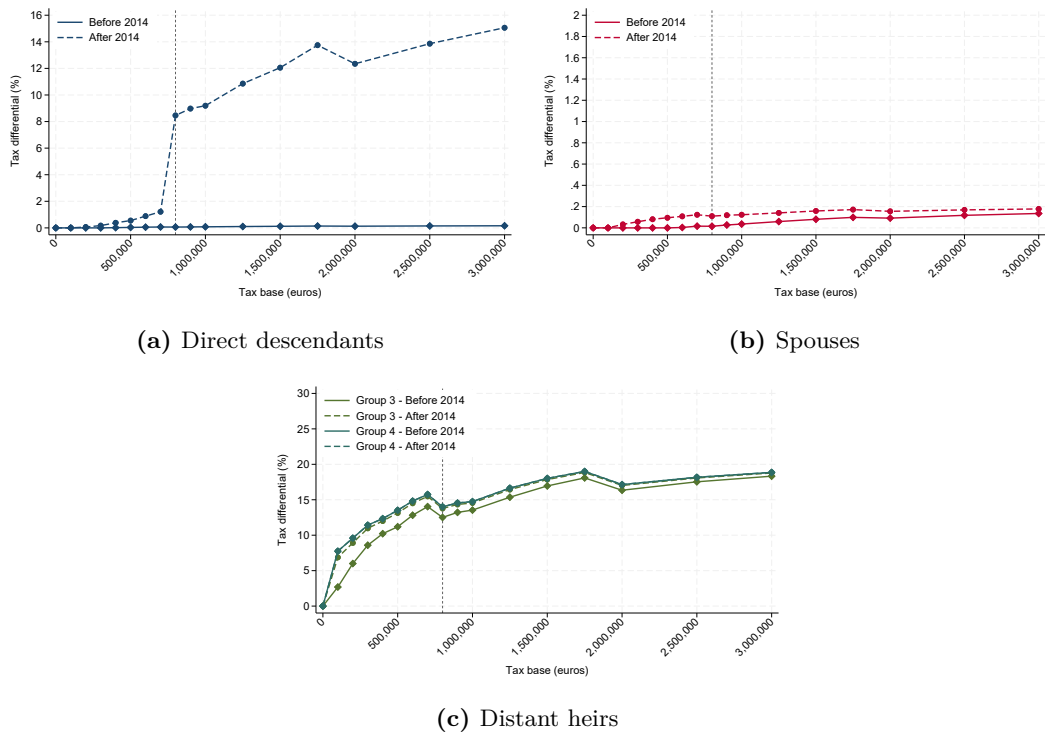 Tax differential (%)
16
14
12
10
8
6
4
2
0
Before 2014
After 2014
0
500,000
1,000,000
1,500,000
2,000,000
2,500,000
3,000,000
Tax base (euros)
(a) Direct descendants
Tax differential (%)
2
1.8
1.6
1.4
1.2
1
.8
.6
.4
.2
0
Before 2014
After 2014
0
500,000
1,000,000
1,500,000
2,000,000
2,500,000
3,000,000
Tax base (euros)
(b) Spouses
Tax differential (%)
30
25
20
15
10
5
0
Group 3 - Before 2014
Group 3 - After 2014
Group 4 - Before 2014
Group 4 - After 2014
0
500,000
1,000,000
1,500,000
2,000,000
2,500,000
3,000,000
Tax base (euros)
(c) Distant heirs